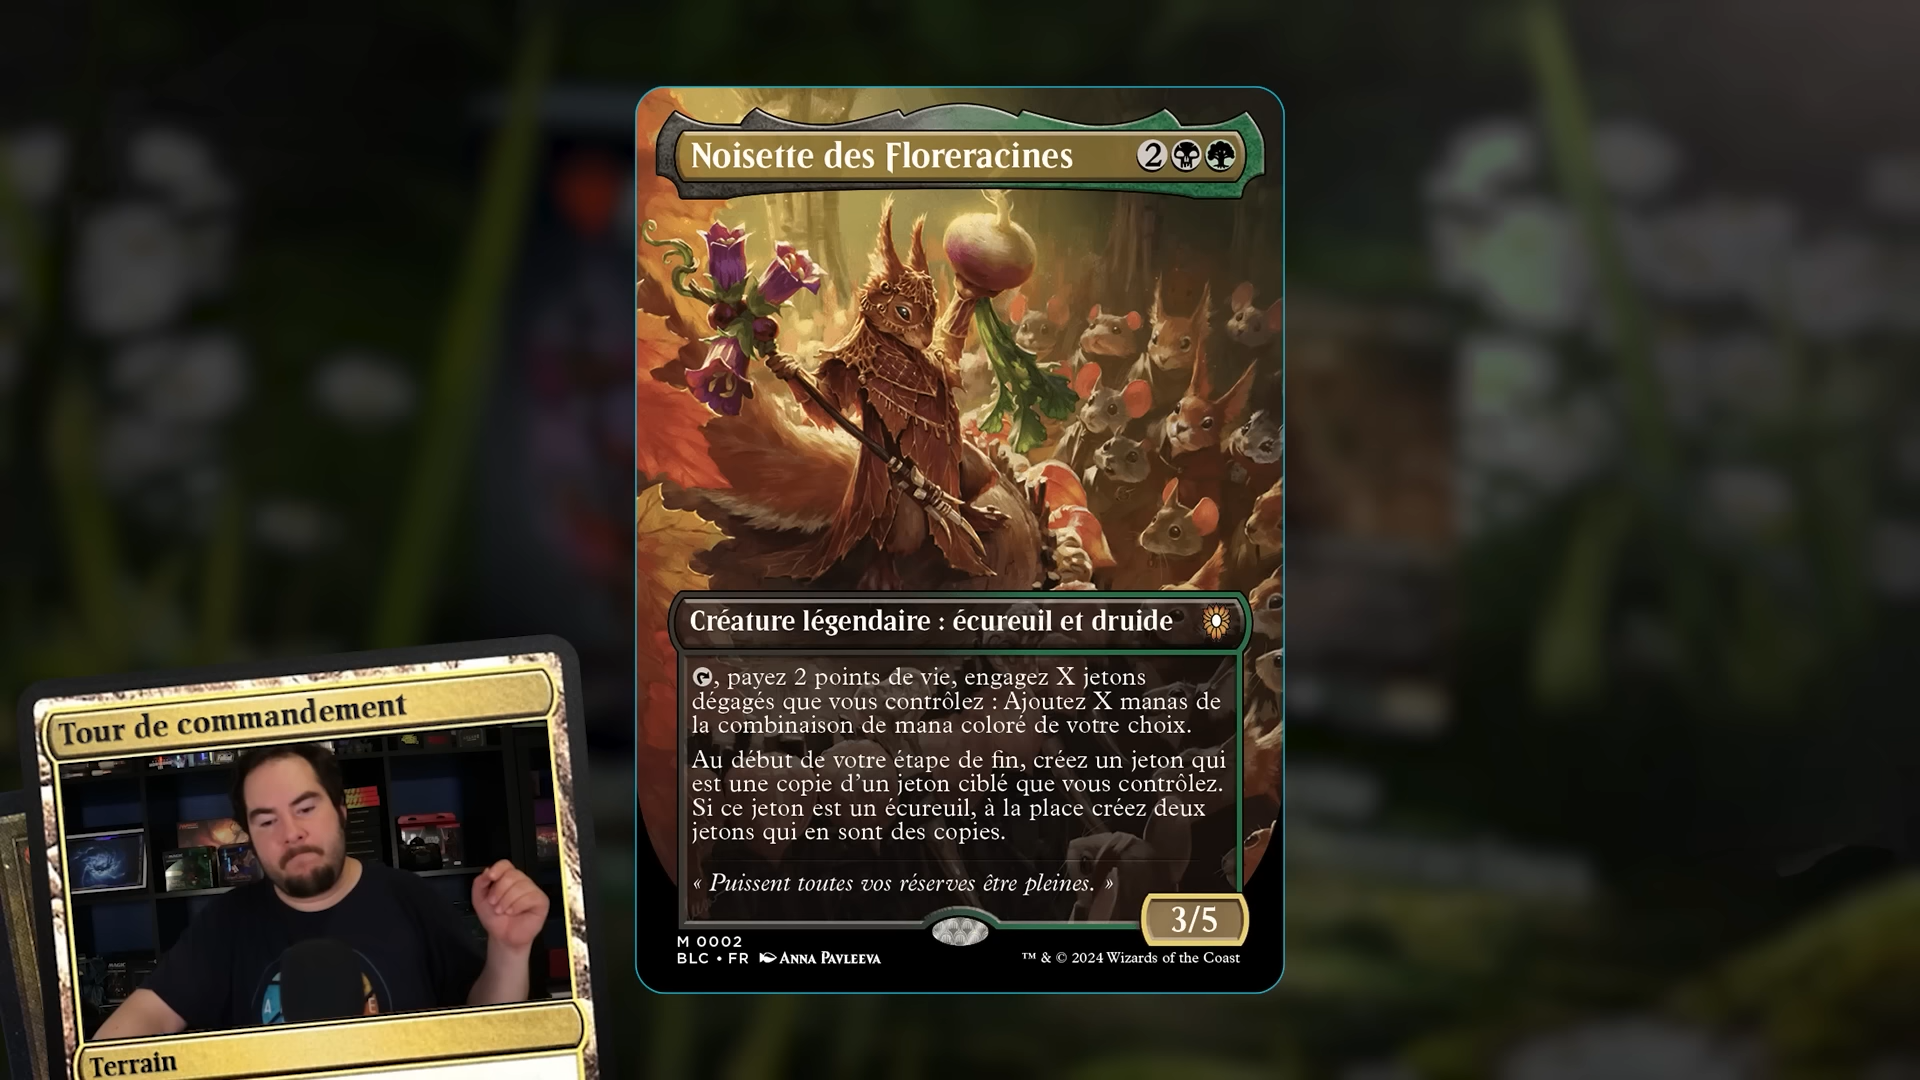 Noisette des Floreracines 2
Créature légendaire : écureuil et druide
, payez 2 points de vie, engagez X jetons
dégagés que vous contrôlez : Ajoutez X manas de
la combinaison de mana coloré de votre choix.
Au début de votre étape de fin, créez un jeton qui
est une copie d’un jeton ciblé que vous contrôlez.
Si ce jeton est un écureuil, à la place créez deux
jetons qui en sont des copies.
« Puissent toutes vos réserves être pleines. »
3/5
M 0002
BLC • FR ANNA PAVLEEVA
™ & © 2024 Wizards of the Coast
Tour de commandement
Terrain